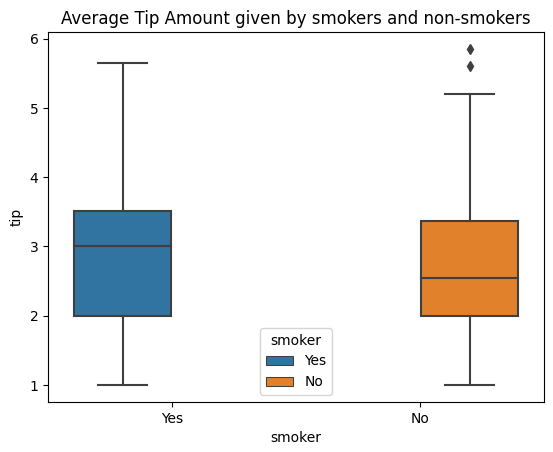 Average Tip Amount given by smokers and non-smokers
6
5
4
3
2
1
tip
smoker
Yes
No
Yes
No
smoker